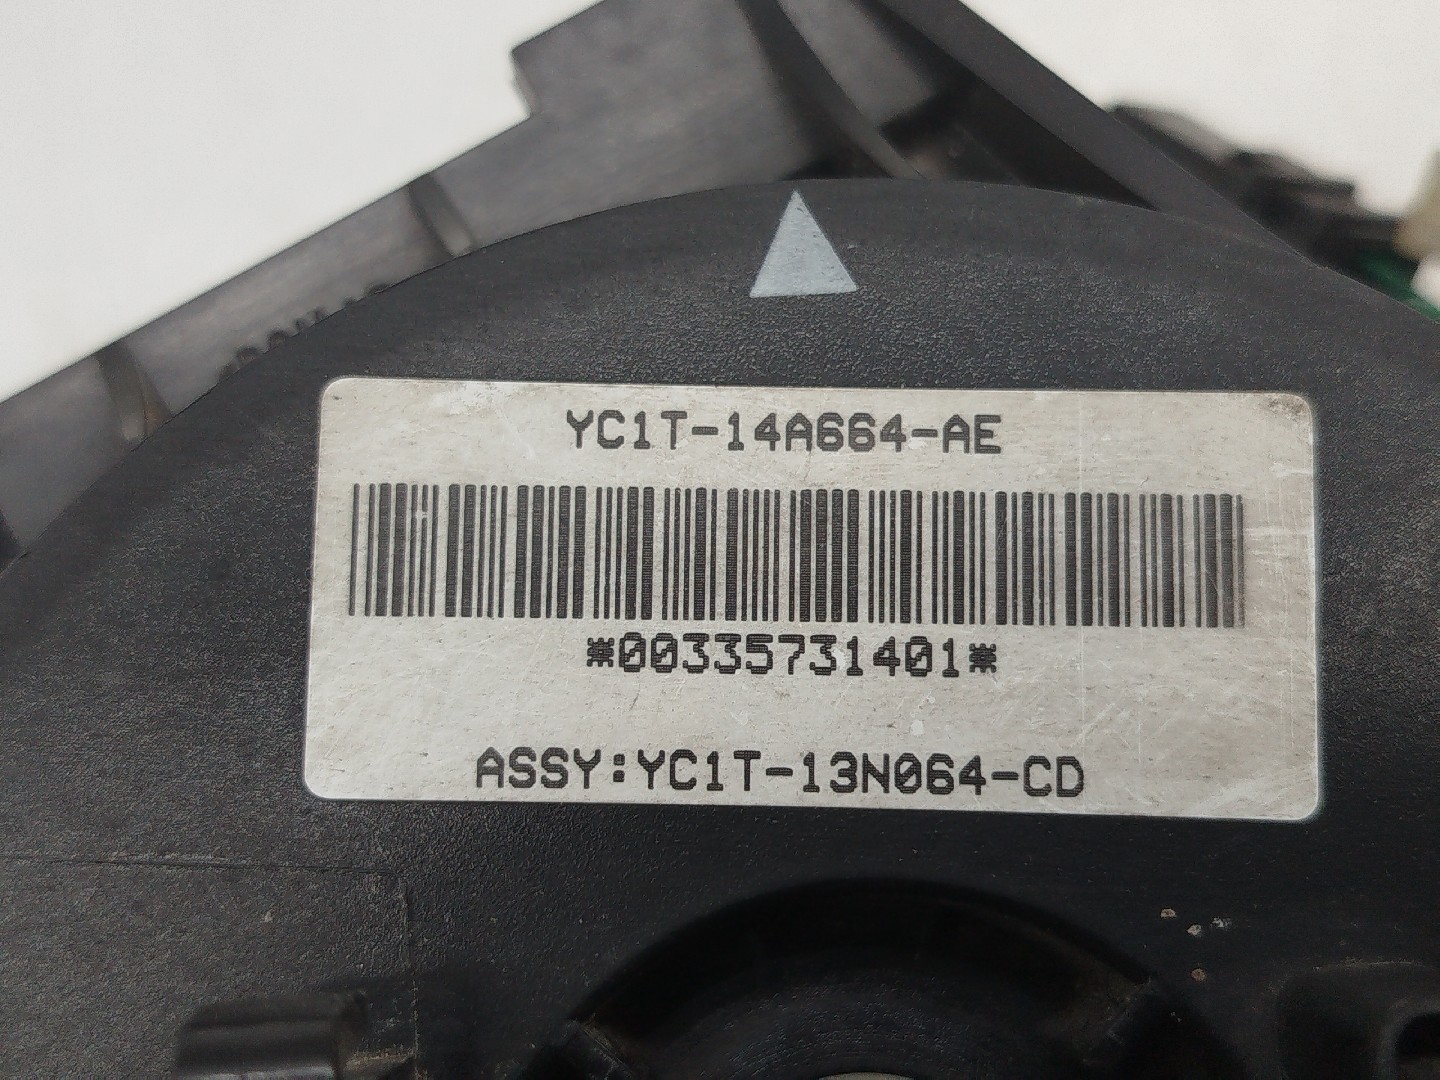 YC1T-14A664-AE
*00335731401*
ASSY:YC1T-13N064-CD